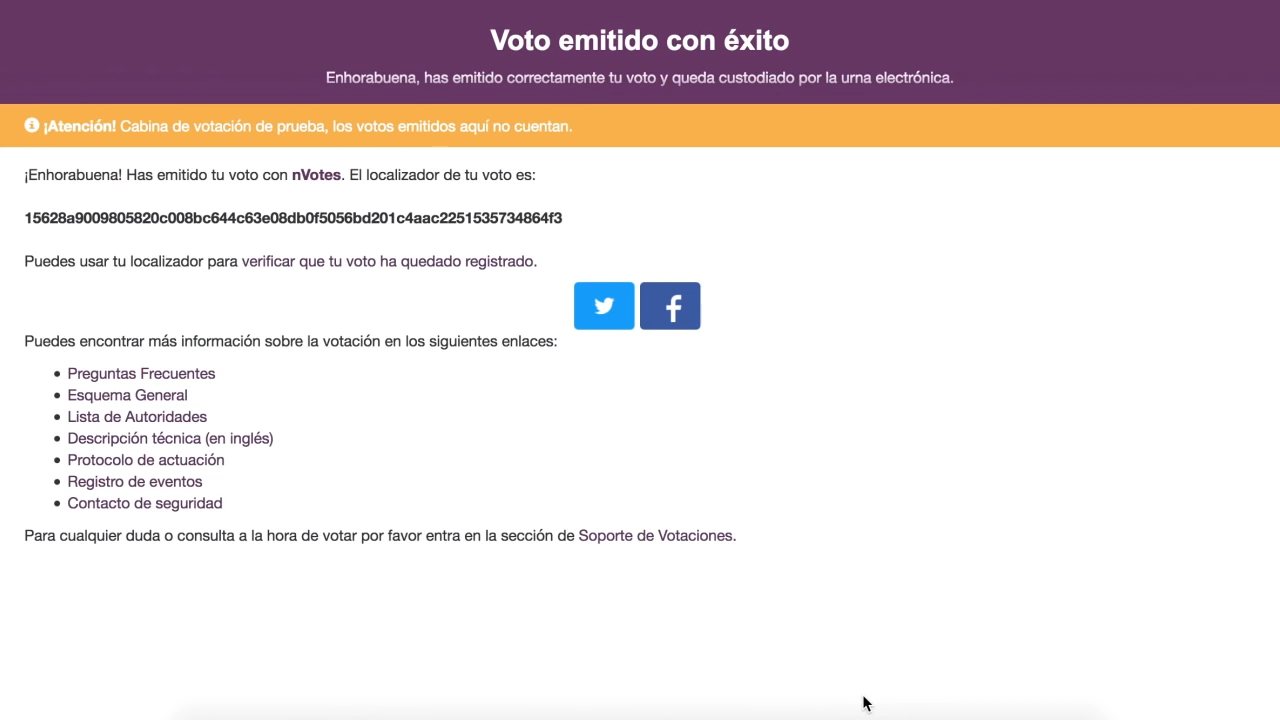 Voto emitido con éxito
Enhorabuena, has emitido correctamente tu voto y queda custodiado por la urna electrónica.
¡Atención! Cabina de votación de prueba, los votos emitidos aquí no cuentan.
¡Enhorabuena! Has emitido tu voto con nVotes. El localizador de tu voto es:
15628a9009805820c008bc644c63e08db0f5056bd201c4aac2251535734864f3
Puedes usar tu localizador para verificar que tu voto ha quedado registrado.
Puedes encontrar más información sobre la votación en los siguientes enlaces:
Preguntas Frecuentes
Esquema General
Lista de Autoridades
Descripción técnica (en inglés)
Protocolo de actuación
Registro de eventos
Contacto de seguridad
Para cualquier duda o consulta a la hora de votar por favor entra en la sección de Soporte de Votaciones.